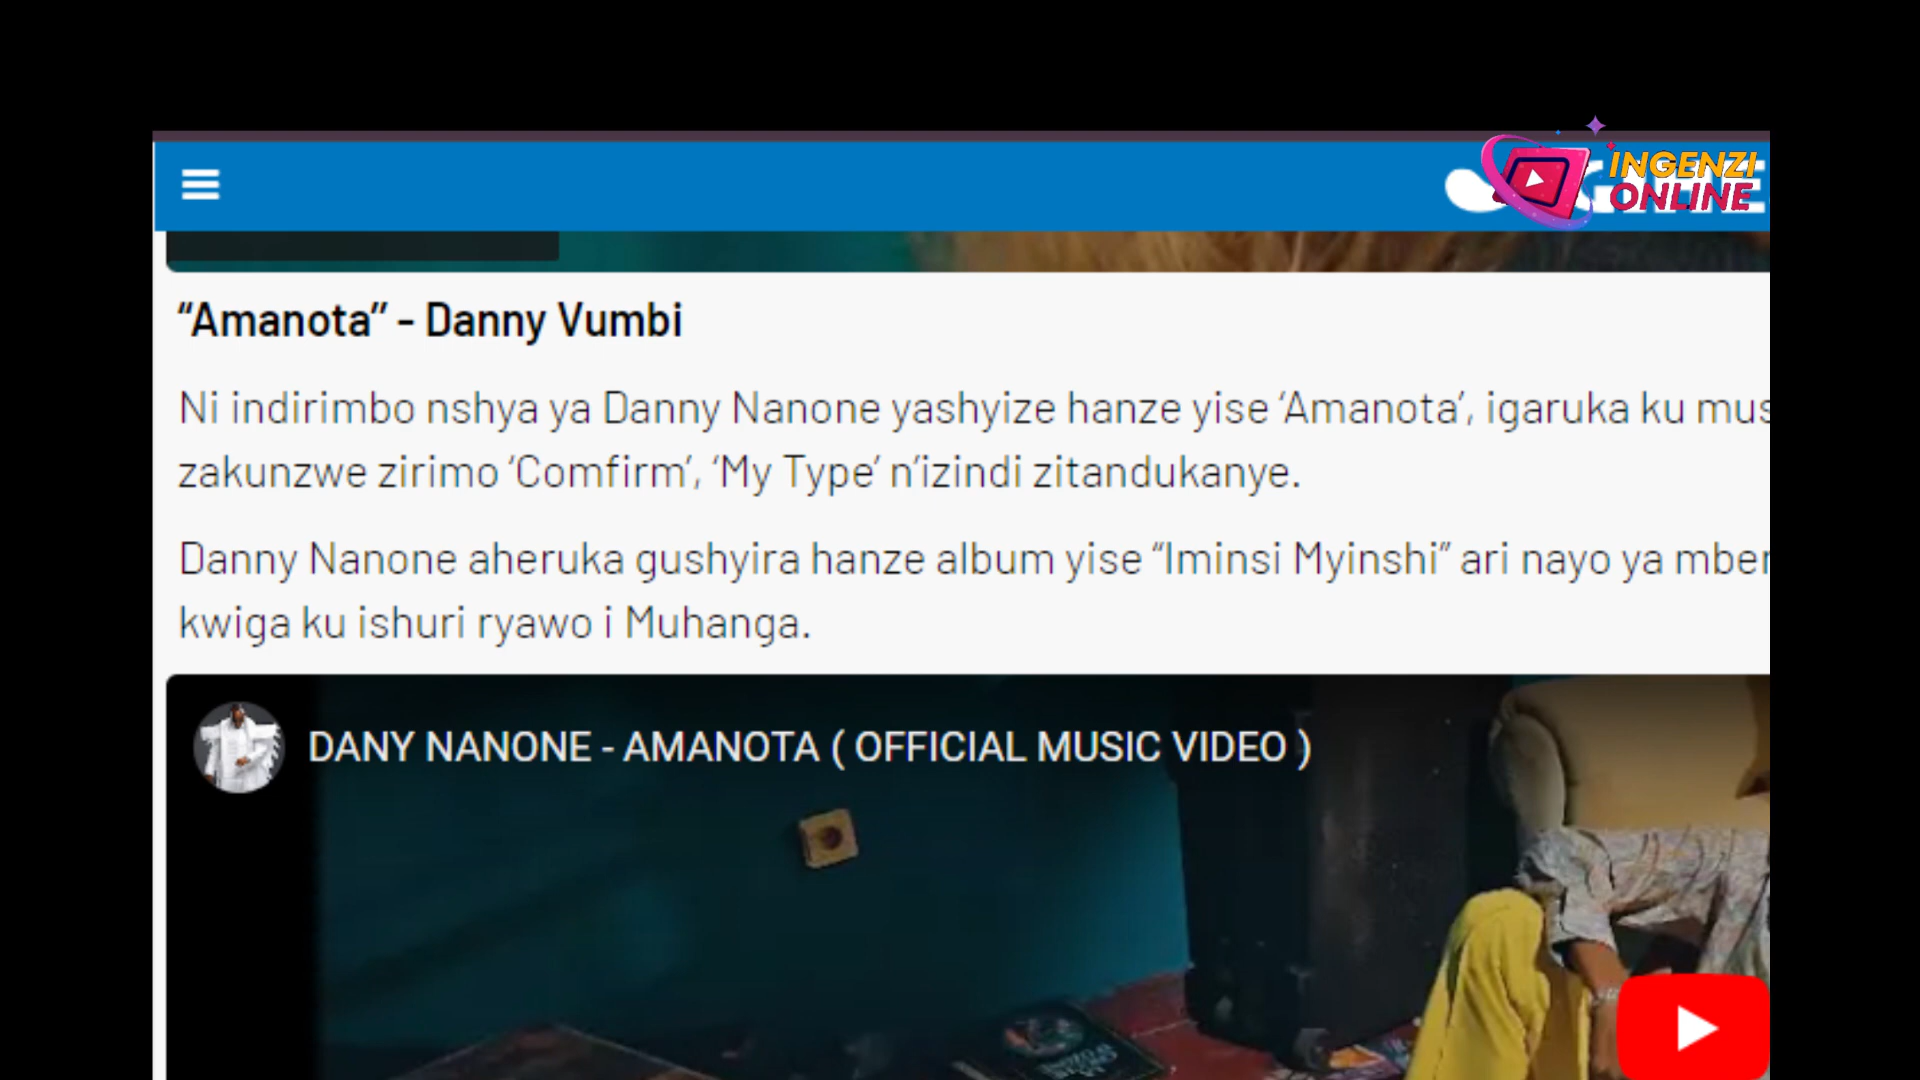 INGENZI
ONLINE
“Amanota” - Danny Vumbi
Ni indirimbo nshya ya Danny Nanone yashyize hanze yise ‘Amanota’, igaruka ku
zakunzwe zirimo ‘Comfirm’, ‘My Type’ n’izindi zitandukanye.
Danny Nanone aheruka gushyira hanze album yise “Iminsi Myinshi” ari nayo ya
kwiga ku ishuri ryawo i Muhanga.
DANY NANONE - AMANOTA ( OFFICIAL MUSIC VIDEO )